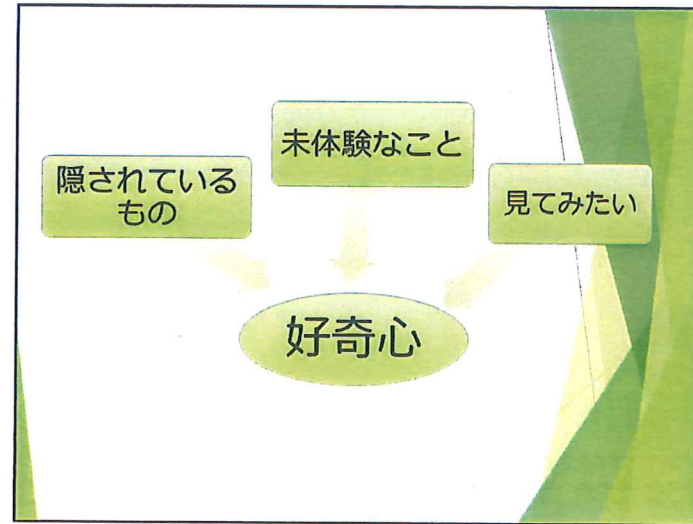 未体験なこと
隠されている
もの
見てみたい
好奇心